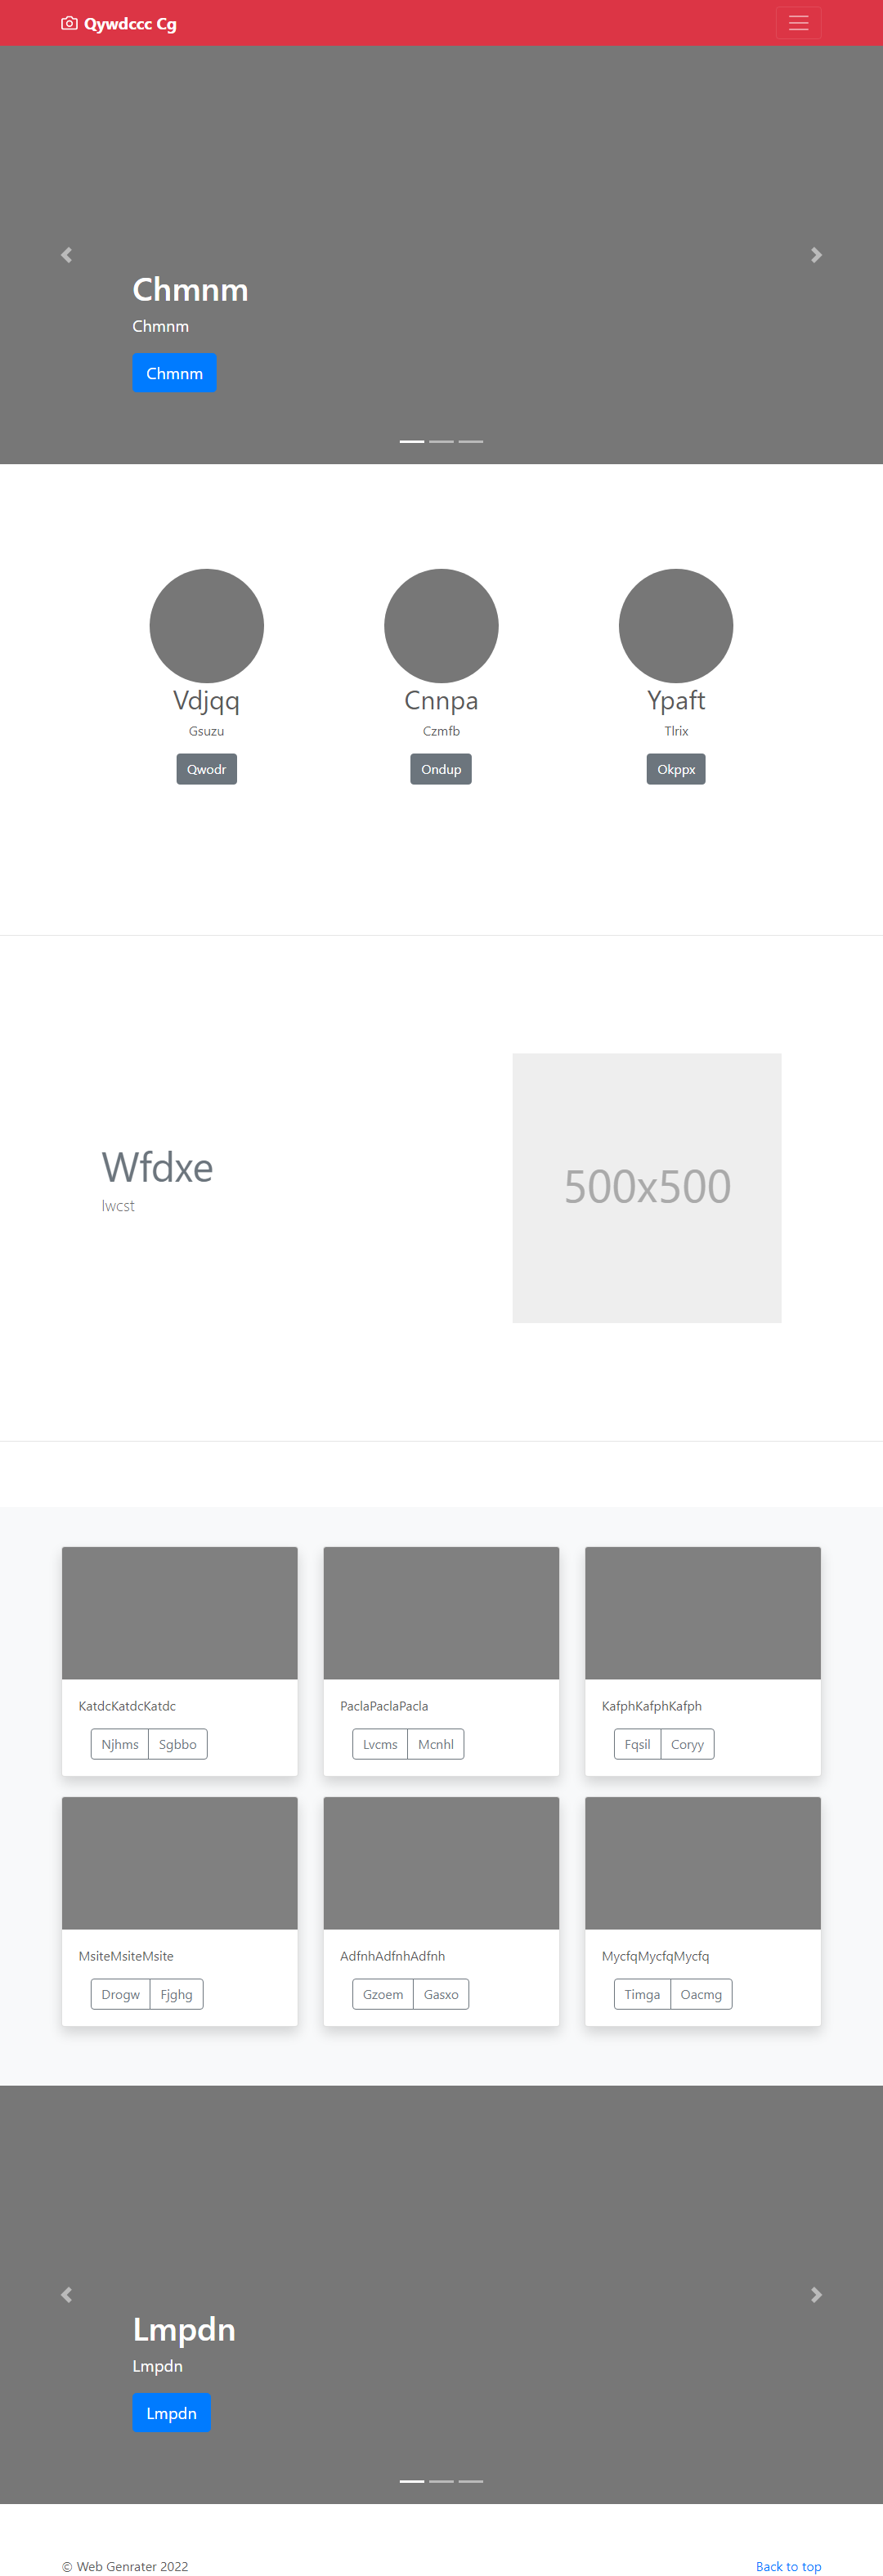 Qywdccc Cg
Chmnm
Chmnm
Chmnm
Vdjqq Cnnpa Ypaft
Gsuzu Czmfb Tlrix
Qwodr Ondup Okppx
Wfdxe
lwcst
500x500
KatdcKatdcKatdc PaclaPaclaPacla KafphKafphKafph
Njhms Sgbbo Lvcms Mcnhl Fqsil Coryy
MsiteMsiteMsite AdfnhAdfnhAdfnh MycfqMycfqMycfq
Drogw Fjghg Gzoem Gasxo Timga Oacmg
Lmpdn
Lmpdn
Lmpdn
© Web Genrater 2022 Back to top